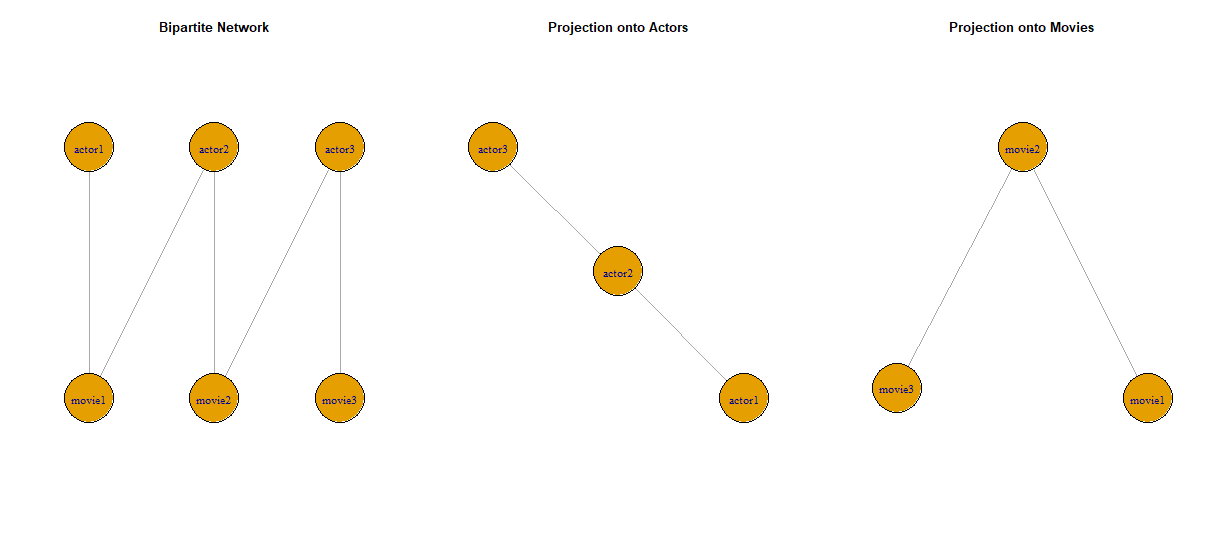 Bipartite Network
Projection onto Actors
Projection onto Movies
actor1
actor2
actor3
movie1
movie2
movie3
actor3
actor2
actor1
movie2
movie3
movie1